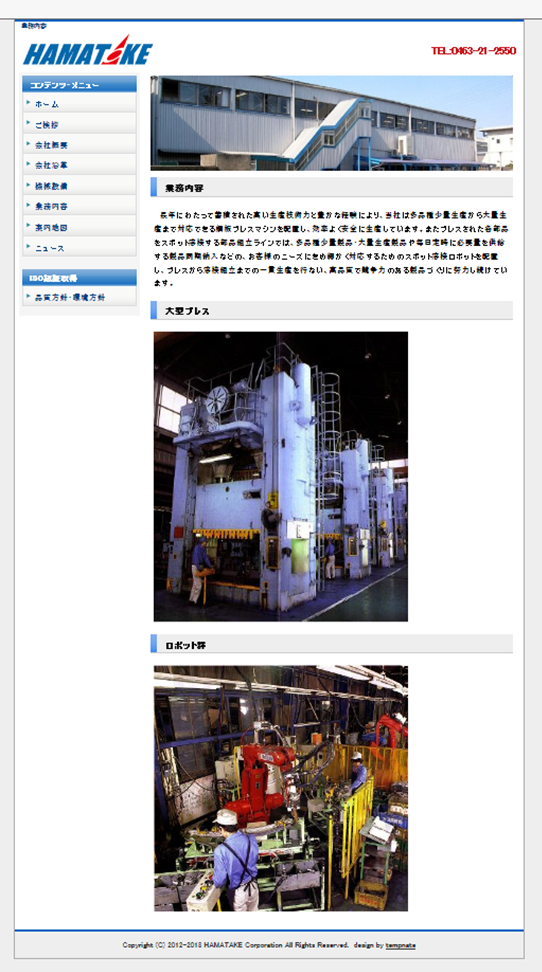 業務内容
HAMATAKE
TEL:0463-21-2550
コンテンツ・メニュー
ホーム
ご挨拶
会社概要
会社沿革
機械設備
業務内容
案内地図
ニュース
ISO認証取得
品質方針・環境方針
業務内容
長年にわたって蓄積された高い生産技術力と豊かな経験により、当社は多品種少量生産から大量生
産まで対応できる横板プレスマシンを配置し、効率よく安全に生産しています。またプレスされた各部品
をスポット溶接する部品組立ラインでは、多品種少量製品・大量生産製品や毎日定時に必要量を供給
する製品同期納入などの、お客様のニーズにきめ細かく対応するためのスポット溶接ロボットを配置
し、プレスから溶接組立までの一貫生産を行ない、高品質で競争力のある製品づくりに努力し続けてい
ます。
大型プレス
ロボット群
Copyright (C) 2012-2018 HAMATAKE Corporation All Rights Reserved. design by tempnate